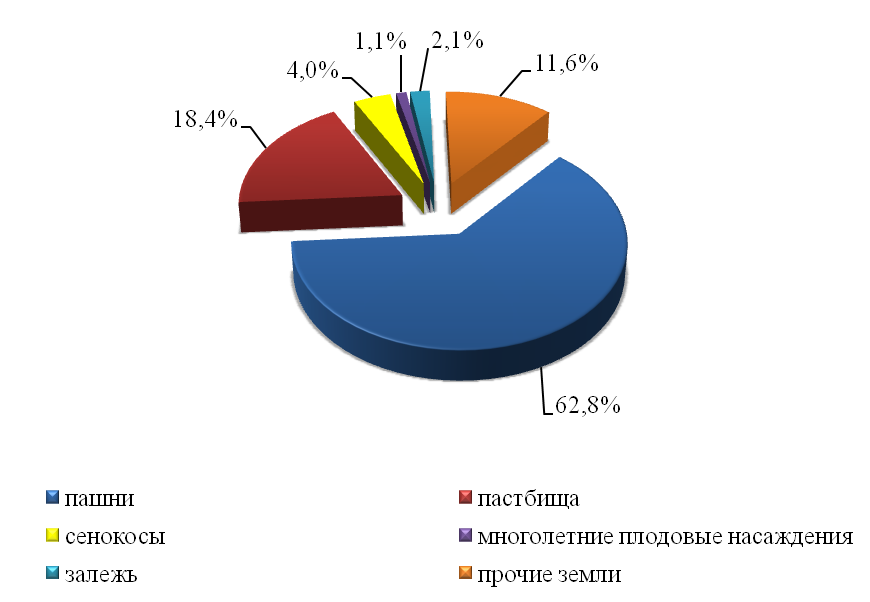 1,1%
2,1%
11,6%
4,0%
18,4%
62,8%
пашни
пастбища
сенокосы
многолетние плодовые насаждения
залежь
прочие земли